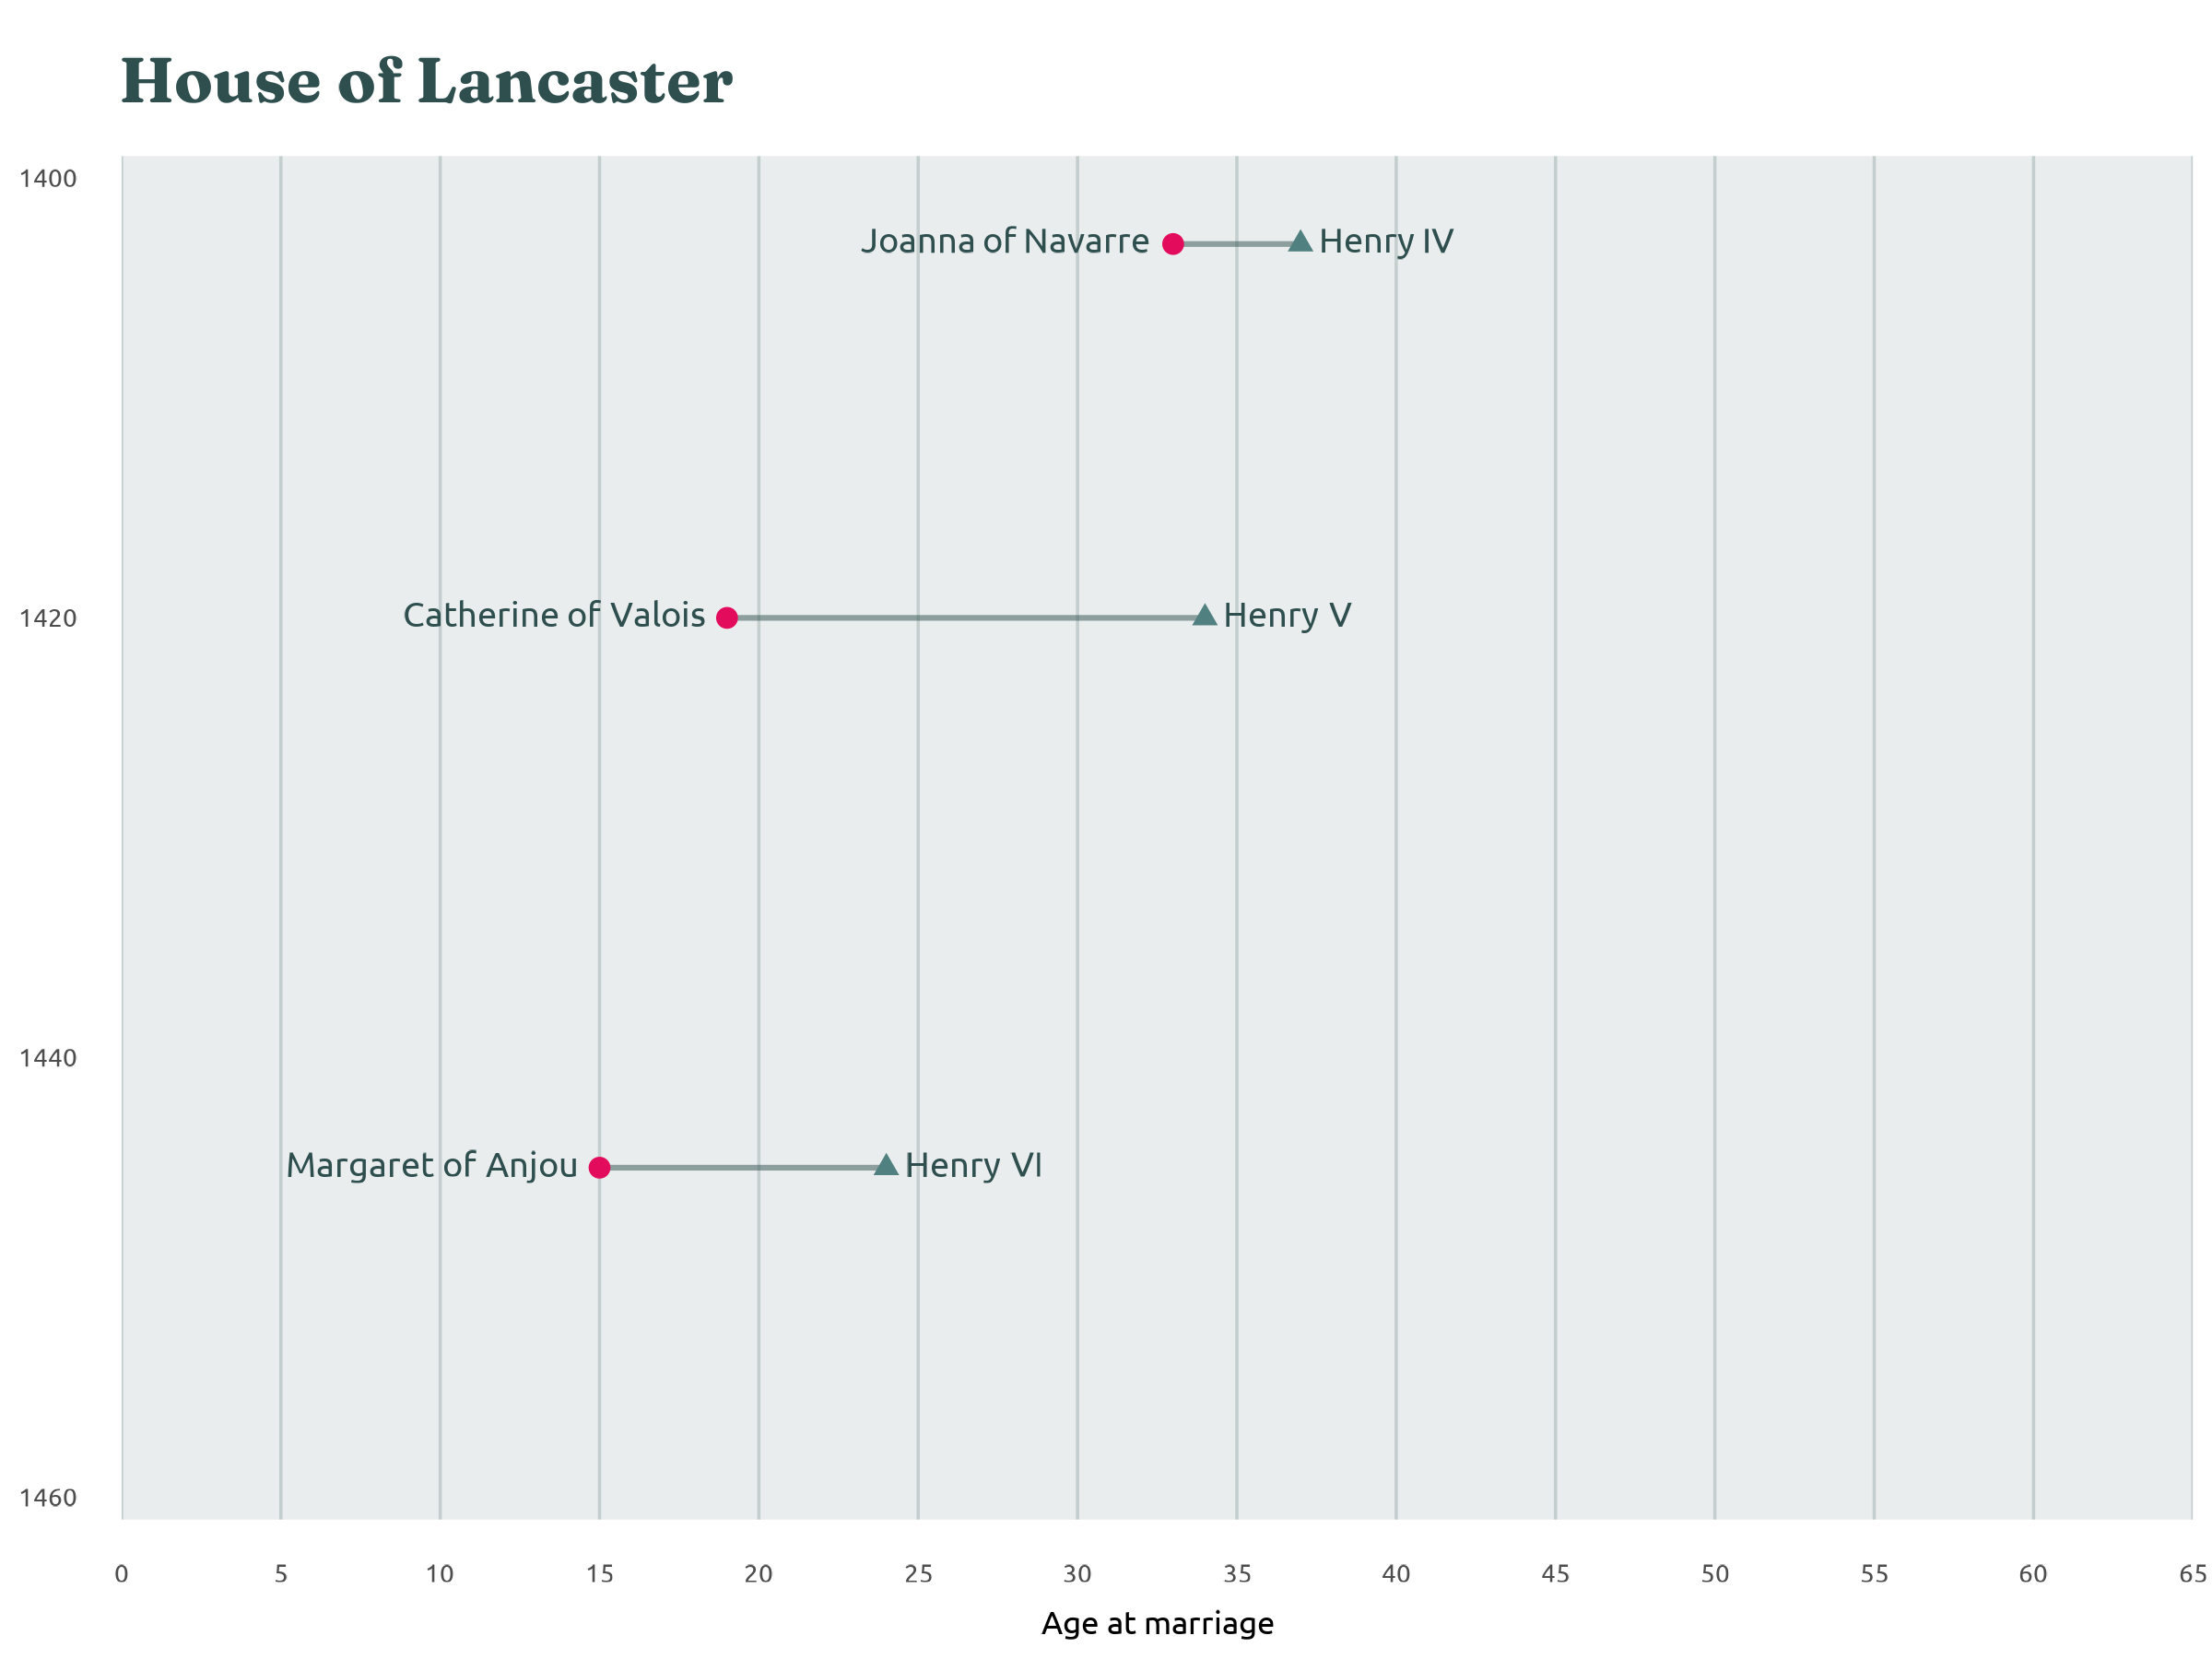 House of Lancaster
1400
Joanna of Navarre Henry IV
1420
Catherine of Valois Henry V
1440
Margaret of Anjou Henry VI
1460
0 5 10 15 20 25 30 35 40 45 50 55 60 65
Age at marriage